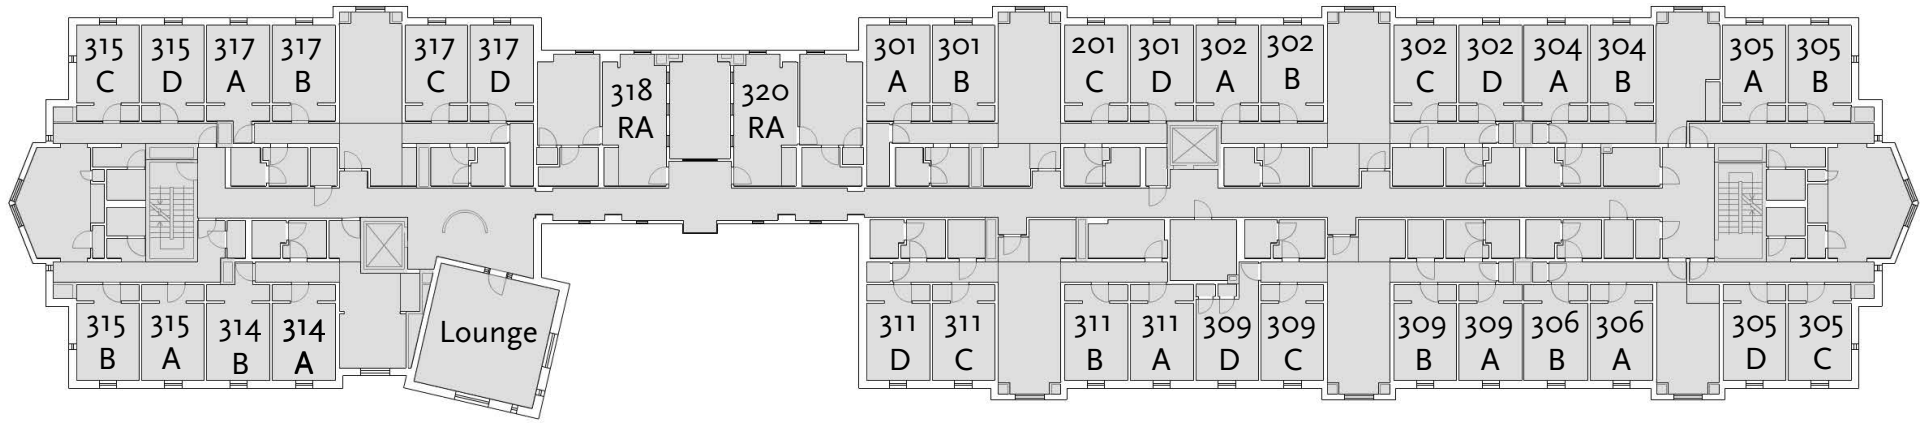 315 315 317 317 317 317 301 301 201 301 302 302 302 302 304 304 305 305
C D A B C D A B C D A B C D A B A B
318 320
RA RA
Lounge
315 315 314 314 311 311 311 311 309 309 309 309 306 306 305 305
B A B A D C B A D C B A B A D C